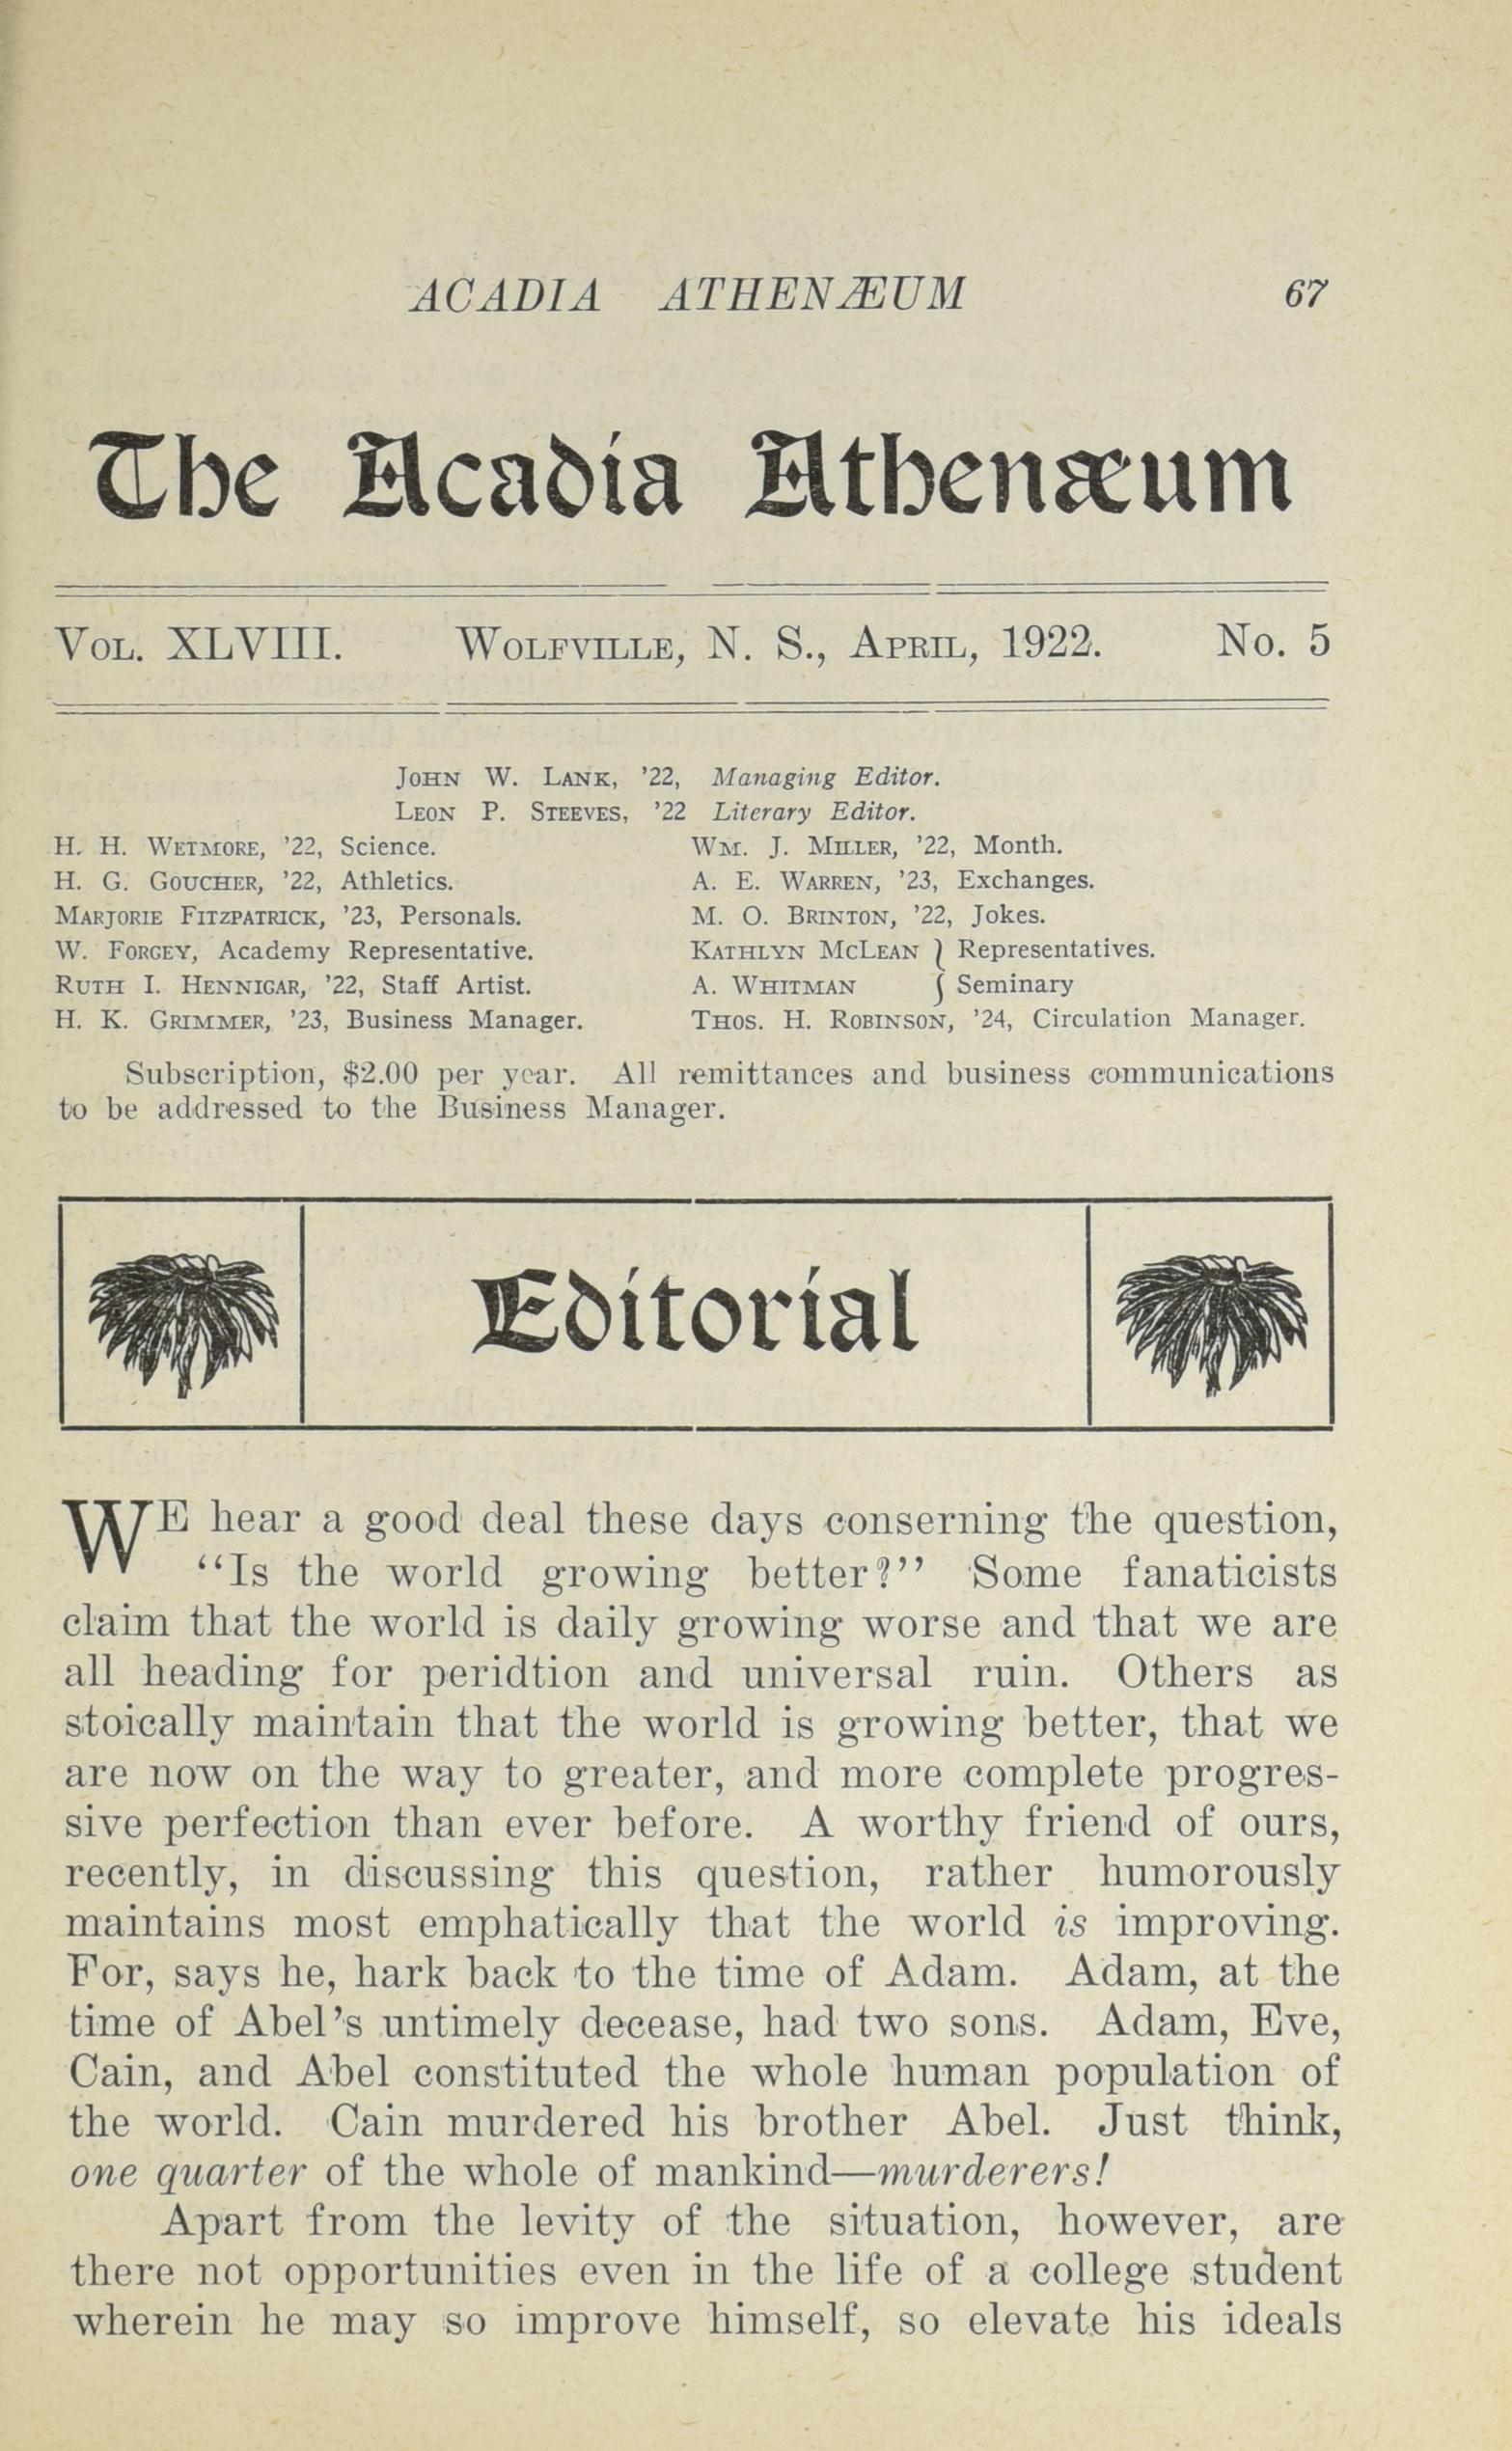 ACADIA ATHENÆUM 67
The Acadia Athenæum
VOL. XLVIII. WOLFVILLE, N. S., APRIL, 1922. No. 5
JOHN W. LANK, '22, Managing Editor.
LEON P. STEEVES, '22 Literary Editor.
H. H. WETMORE, '22, Science. WM. J. MILLER, '22, Month.
H. G. GOUCHER, '22, Athletics. A. E. WARREN, '23, Exchanges.
MARJORIE FITZPATRICK, '23, Personals. M. O. BRINTON, '22, Jokes.
W. FORGEY, Academy Representative. KATHLYN MCLEAN } Representatives.
RUTH I. HENNIGAR, '22, Staff Artist. A. WHITMAN { Seminary
H. K. GRIMMER, '23, Business Manager. THOS. H. ROBINSON, '24, Circulation Manager.
Subscription, $2.00 per year. All remittances and business communications
to be addressed to the Business Manager.
Editorial
WE hear a good deal these days conserning the question,
“Is the world growing better?” Some fanaticists
claim that the world is daily growing worse and that we are
all heading for peridtion and universal ruin. Others as
stoically maintain that the world is growing better, that we
are now on the way to greater, and more complete progres-
sive perfection than ever before. A worthy friend of ours,
recently, in discussing this question, rather humorously
maintains most emphatically that the world is improving.
For, says he, hark back to the time of Adam. Adam, at the
time of Abel's untimely decease, had two sons. Adam, Eve,
Cain, and Abel constituted the whole human population of
the world. Cain murdered his brother Abel. Just think,
one quarter of the whole of mankind—murderers!
Apart from the levity of the situation, however, are
there not opportunities even in the life of a college student
wherein he may so improve himself, so elevate his ideals